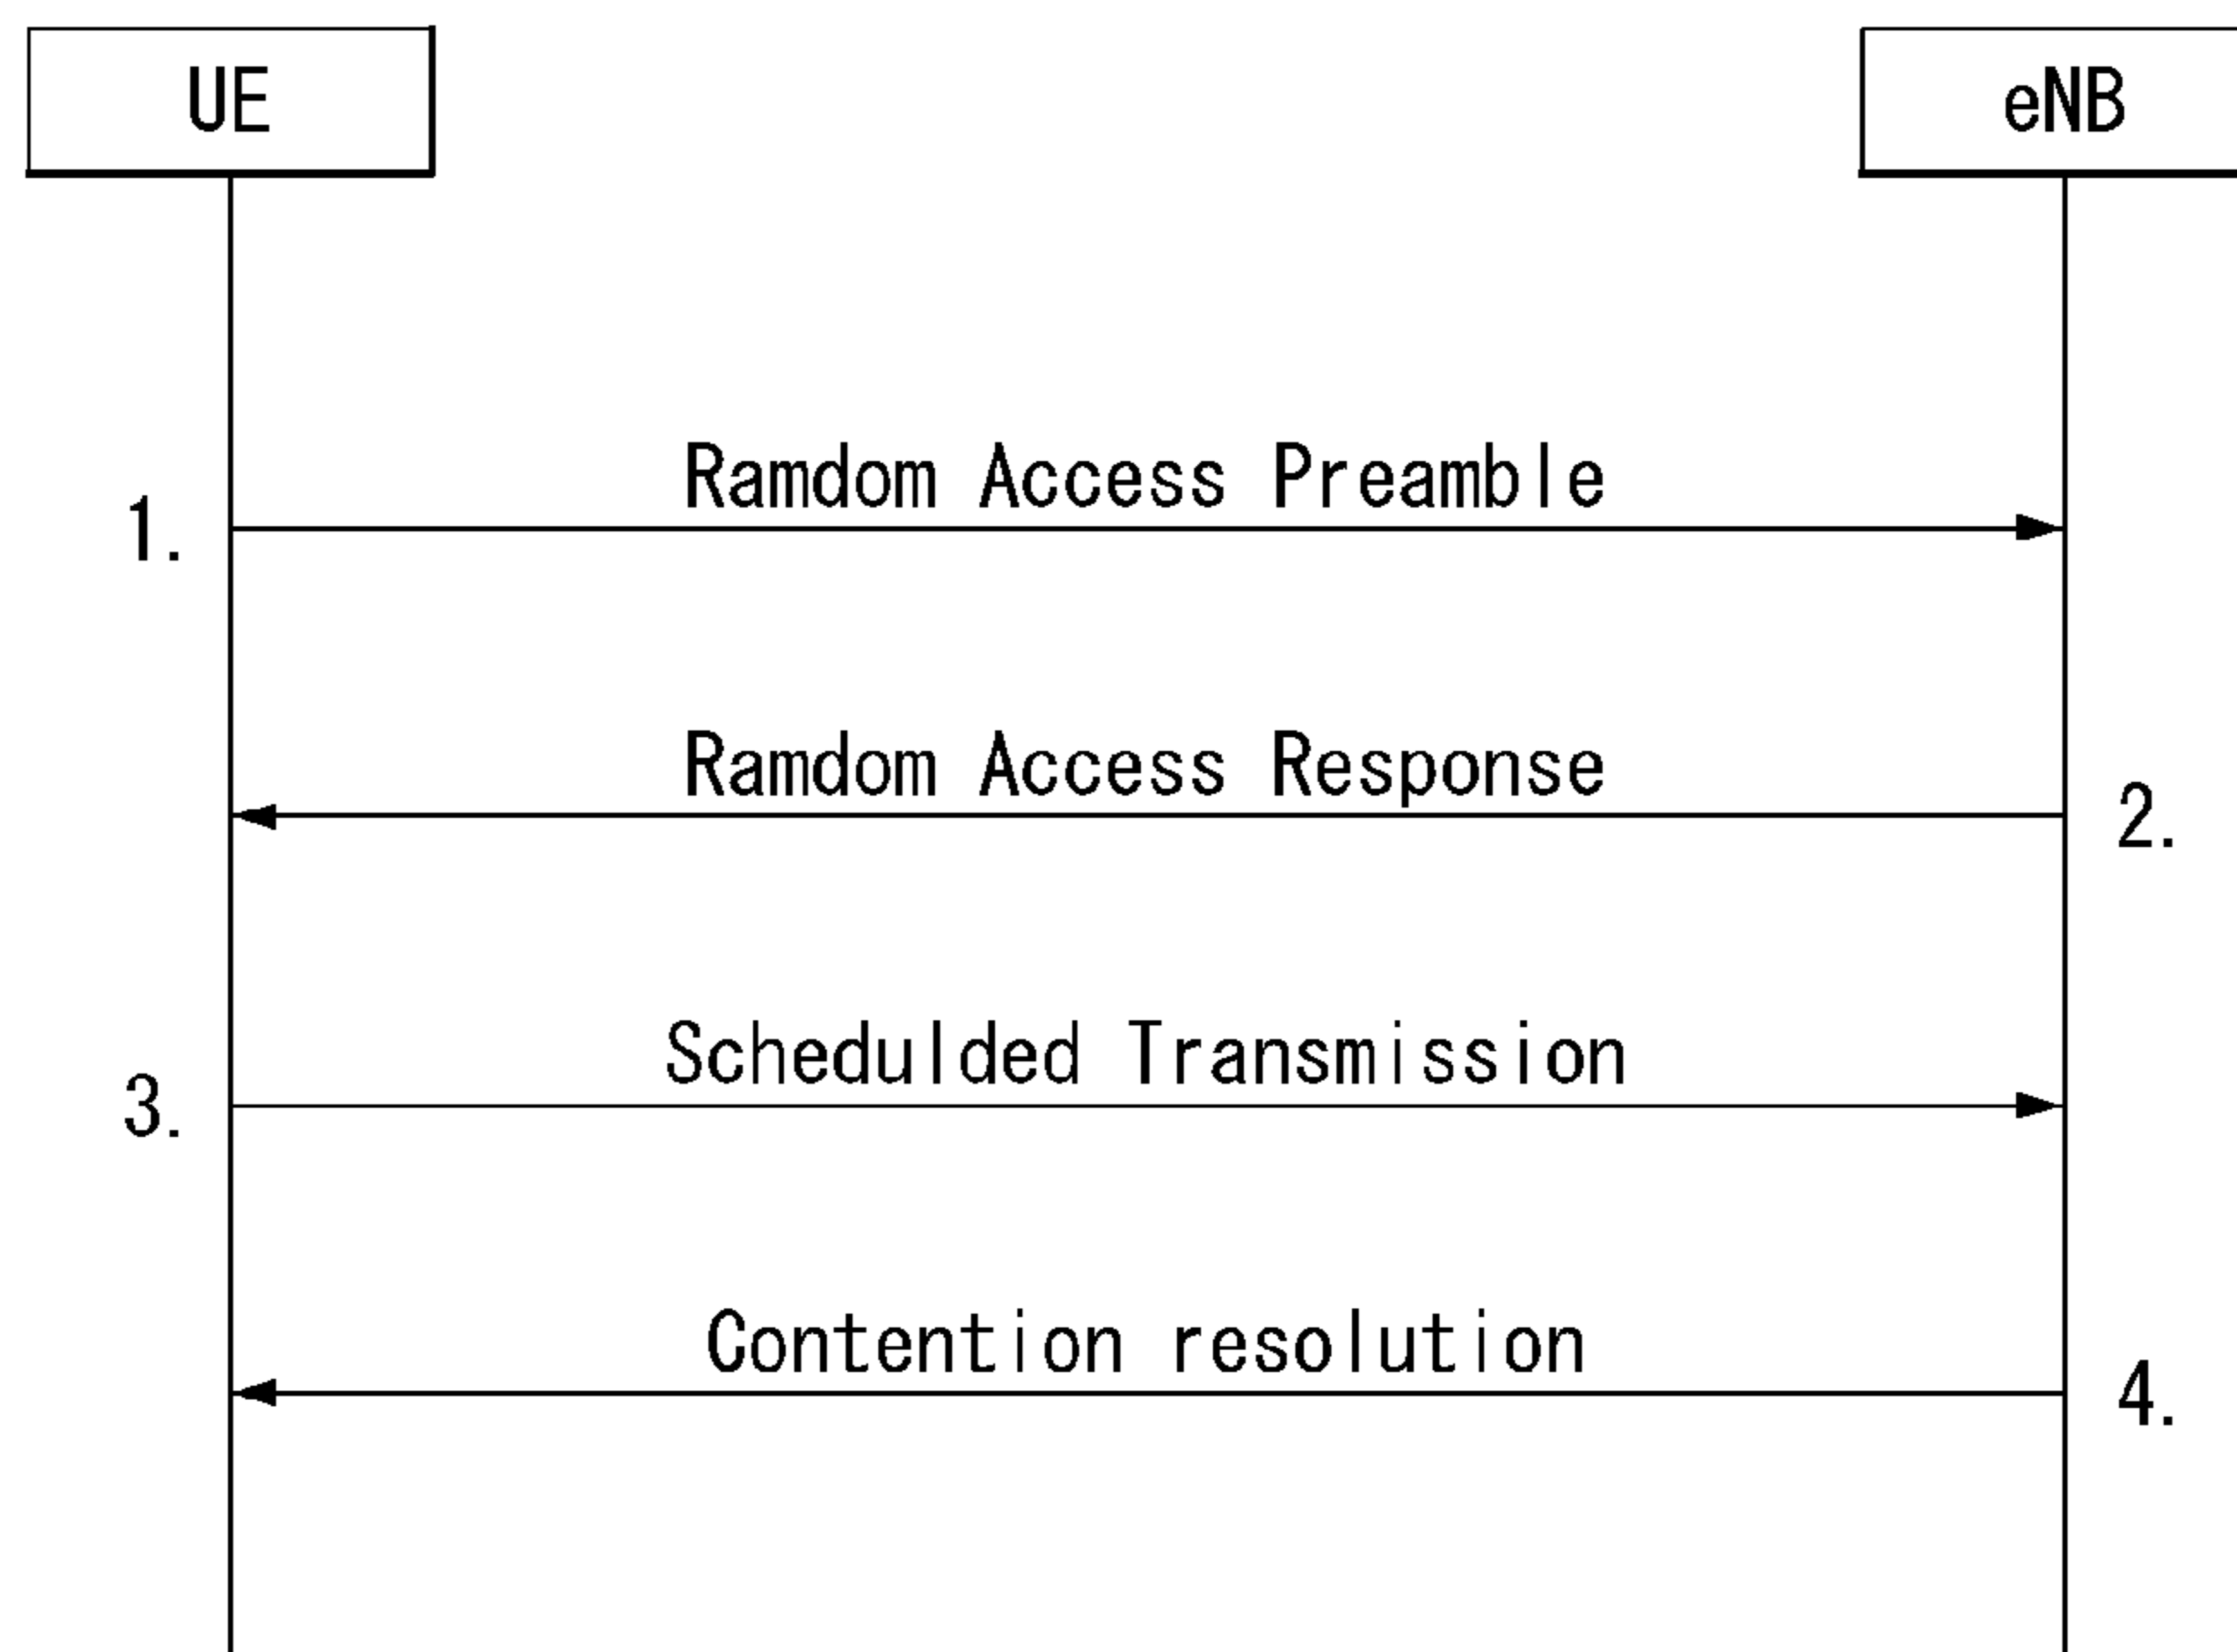 UE
eNB
Ramdom Access Preamble
1.
Ramdom Access Response
2.
Schedulded Transmission
3.
Contention resolution
4.